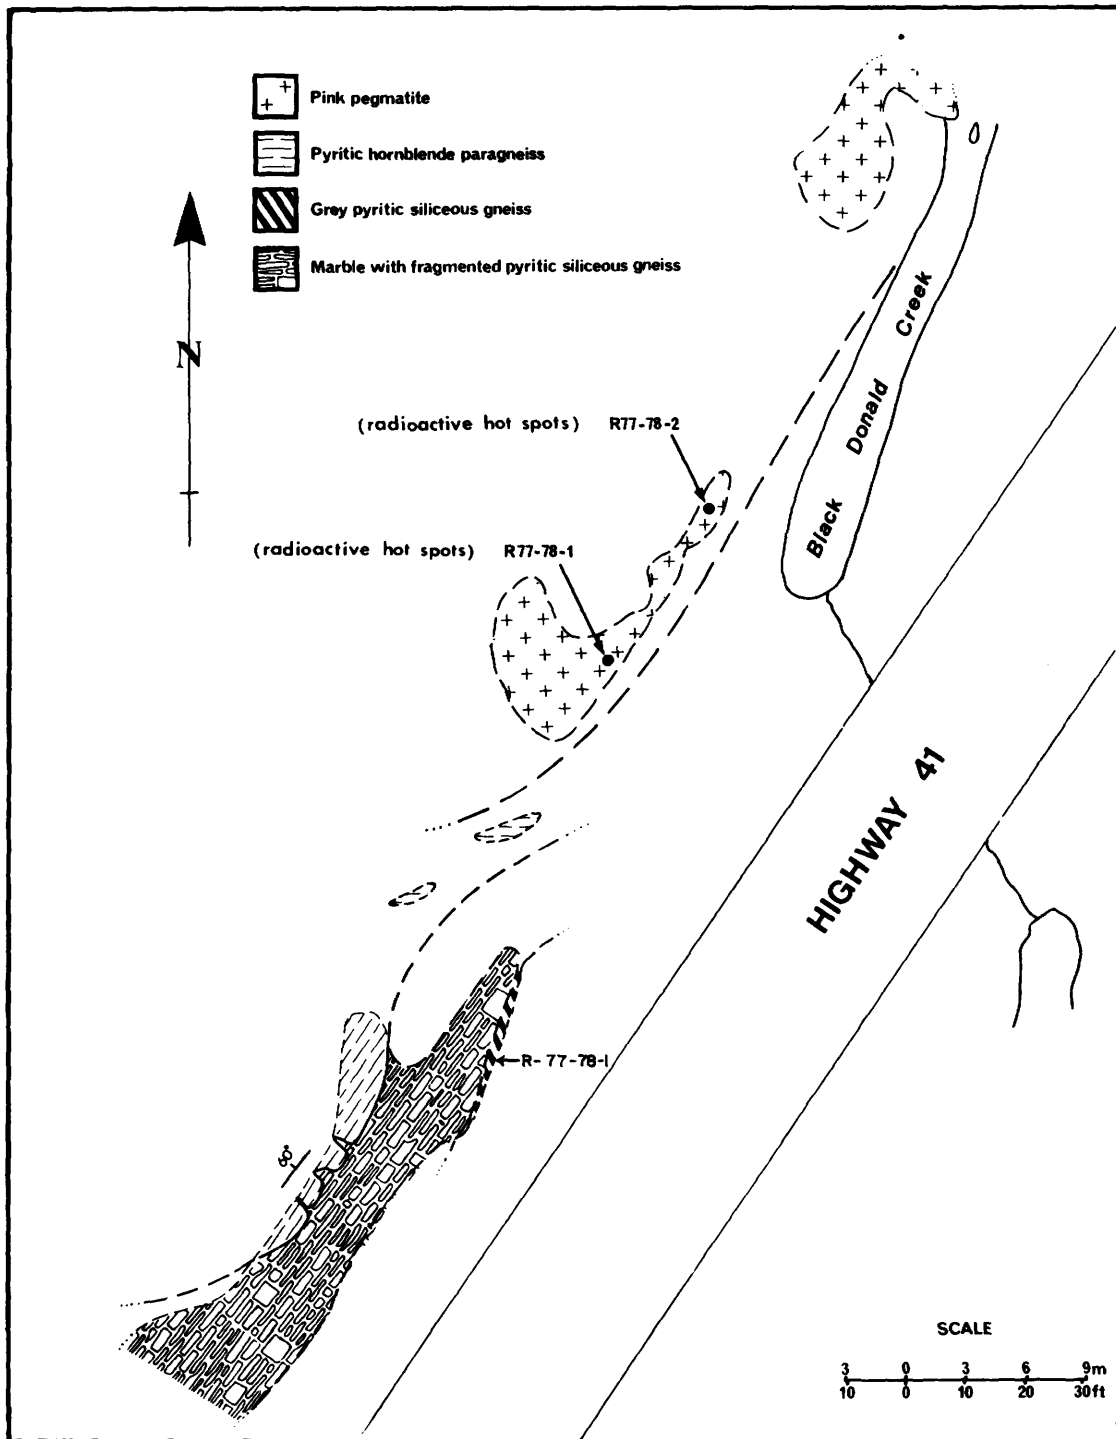 Pink pegmatite
Pyritic hornblende paragneiss
Grey pyritic siliceous gneiss
Marble with fragmented pyritic siliceous gneiss
N
(radioactive hot spots) R77-78-2
(radioactive hot spots) R77-78-1
Black Donald Creek
HIGHWAY 41
R-77-78-1
60°
SCALE
3 0 3 6 9m
10 0 10 20 30ft